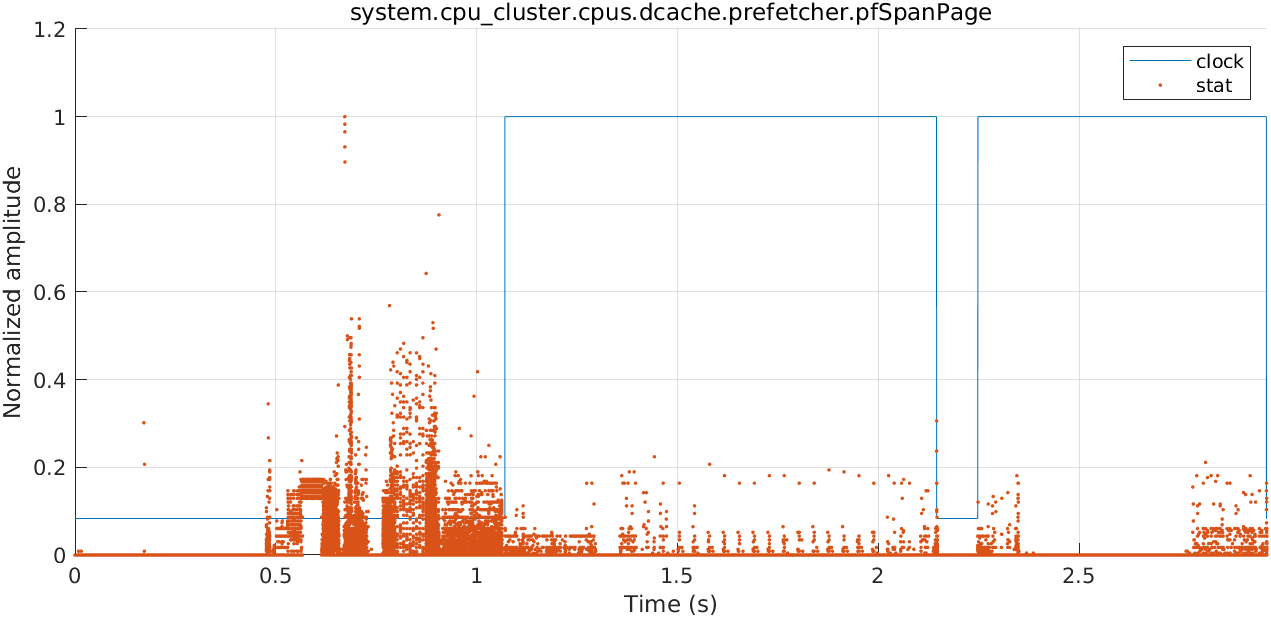 system.cpu_cluster.cpus.dcache.prefetcher.pfSpanPage
1.2
1
0.8
0.6
0.4
0.2
0
Normalized amplitude
clock
stat
0 0.5 1 1.5 2 2.5
Time (s)